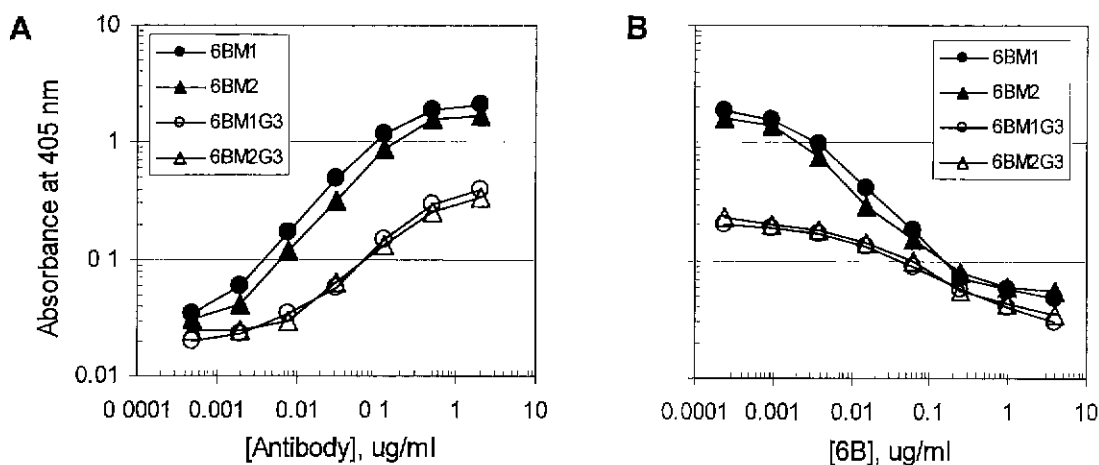 A
10
1
0 1
0.01
Absorbance at 405 nm
6BM1
6BM2
6BM1G3
6BM2G3
0 0001 0.001 0.01 0 1 1 10
[Antibody], ug/ml
B
6BM1
6BM2
6BM1G3
6BM2G3
0.0001 0.001 0.01 0.1 1 10
[6B], ug/ml